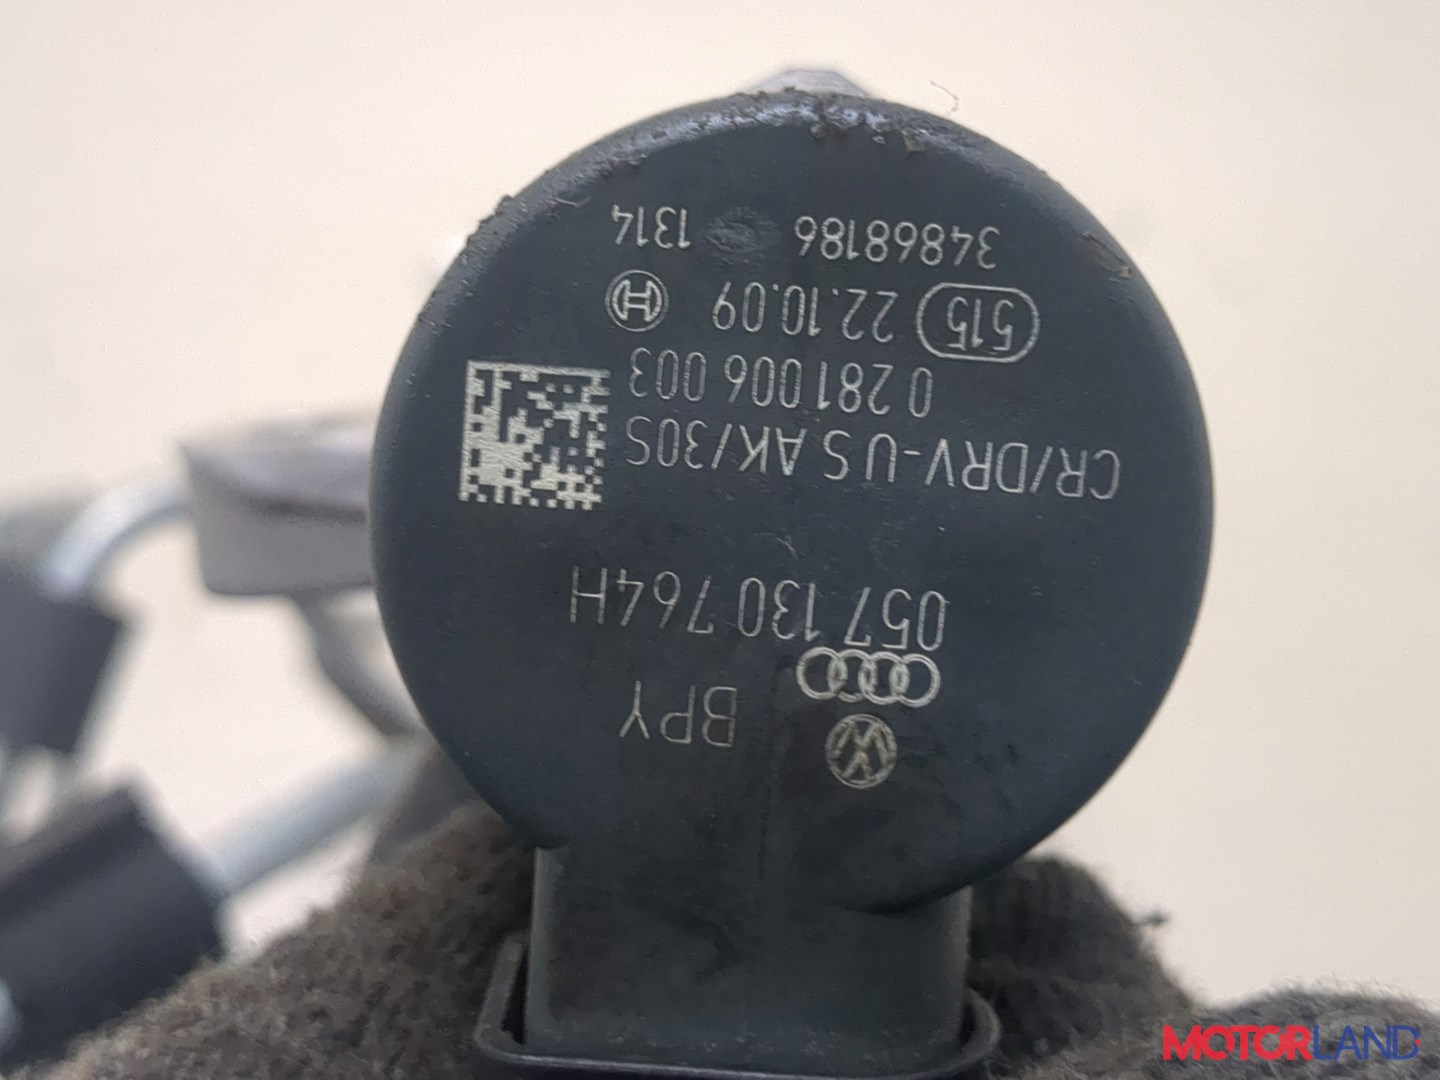 BPY
057 130 764H
CR/DRV-U S AK/30S
0 281 006 003
515 22.10.09
34868186 1314
MOTORLAND